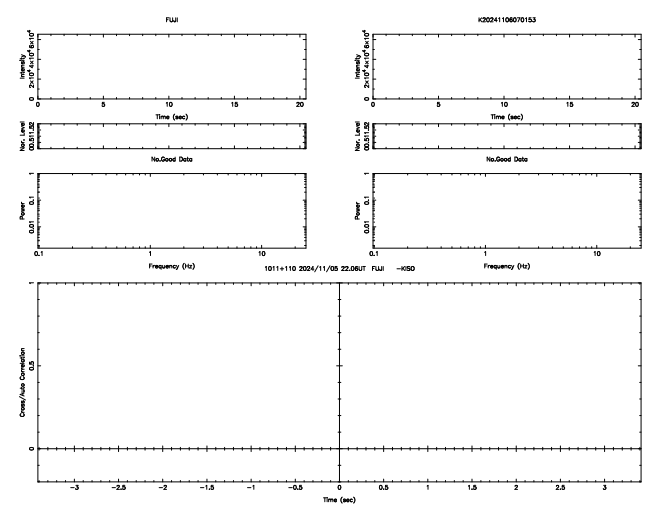 FUJI
K20241106070153
Intensity
0 2×10⁴ 4×10⁴ 6×10⁴
0 5 10 15 20
Time (sec)
Intensity
0 2×10⁴ 4×10⁴ 6×10⁴
0 5 10 15 20
Time (sec)
Nor. Level
0 0.5 1 1.5 2
Nor. Level
0 0.5 1 1.5 2
No.Good Data
No.Good Data
Power
0.01 0.1 1
0.1 1 10
Frequency (Hz)
Power
0.01 0.1 1
0.1 1 10
Frequency (Hz)
1011+110 2024/11/05 22.06UT FUJI -KISO
Cross/Auto Correlation
0 0.5 1
-3 -2.5 -2 -1.5 -1 -0.5 0 0.5 1 1.5 2 2.5 3
Time (sec)